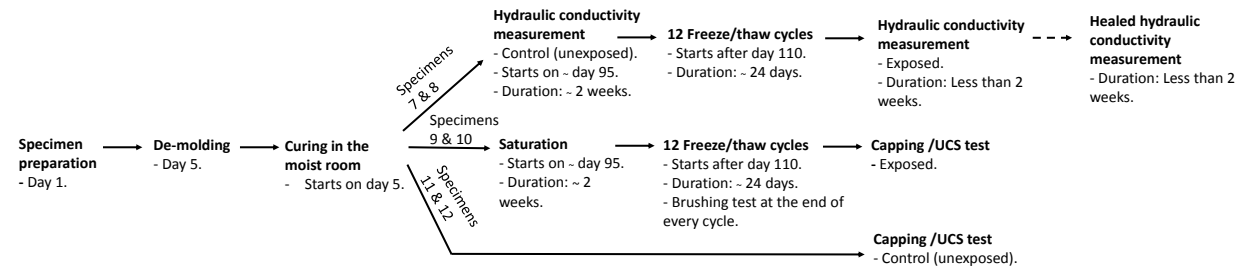 Hydraulic conductivity
measurement
- Control (unexposed).
- Starts on ~ day 95.
- Duration: ~ 2 weeks.
12 Freeze/thaw cycles
- Starts after day 110.
- Duration: ~ 24 days.
Hydraulic conductivity
measurement
- Exposed.
- Duration: Less than 2
weeks.
Healed hydraulic
conductivity
measurement
- Duration: Less than 2
weeks.
Specimens
7 & 8
Specimen
preparation
- Day 1.
De-molding
- Day 5.
Curing in the
moist room
- Starts on day 5.
Specimens
9 & 10
Saturation
- Starts on ~ day 95.
- Duration: ~ 2
weeks.
12 Freeze/thaw cycles
- Starts after day 110.
- Duration: ~ 24 days.
- Brushing test at the end of
every cycle.
Capping /UCS test
- Exposed.
Specimens
11 & 12
Capping /UCS test
- Control (unexposed).